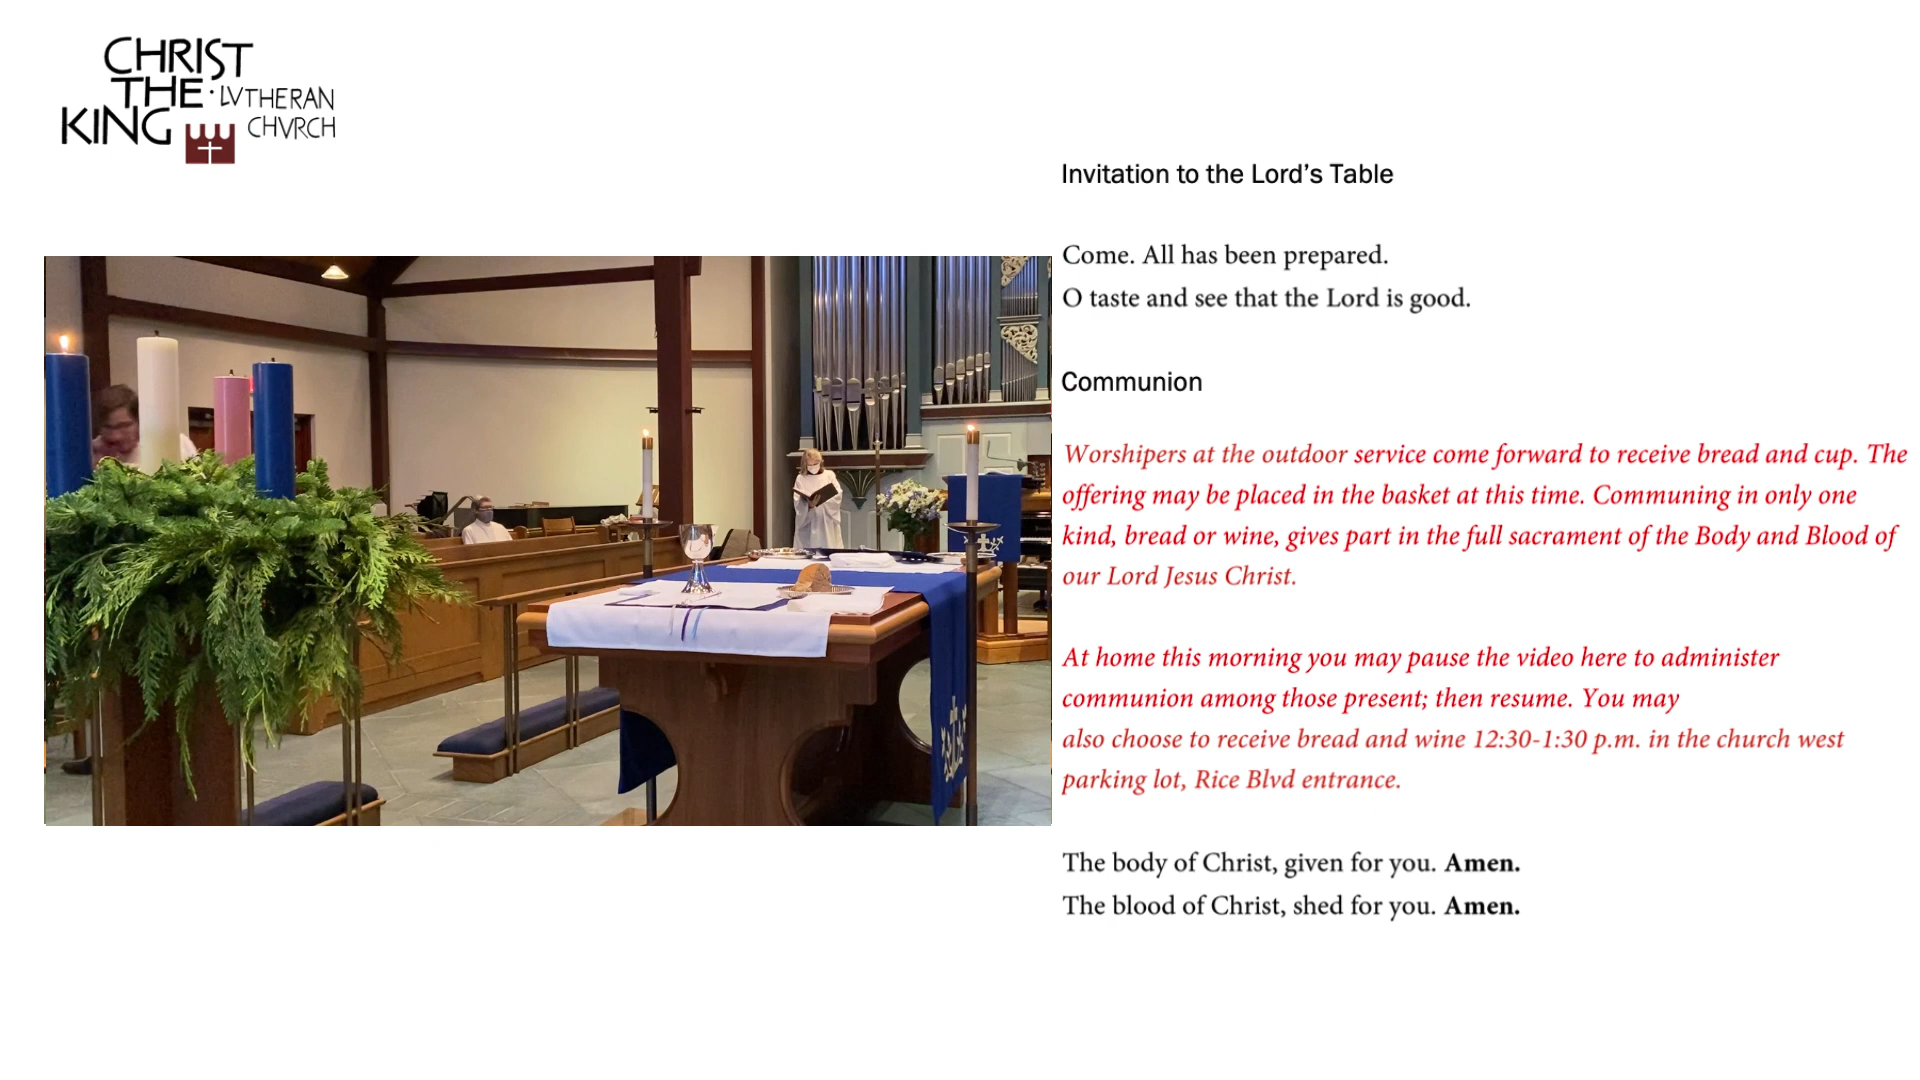 CHRIST
THE · LVTHERAN
KING CHVRCH
Invitation to the Lord’s Table
Come. All has been prepared.
O taste and see that the Lord is good.
Communion
Worshipers at the outdoor service come forward to receive bread and cup. The
offering may be placed in the basket at this time. Communing in only one
kind, bread or wine, gives part in the full sacrament of the Body and Blood of
our Lord Jesus Christ.
At home this morning you may pause the video here to administer
communion among those present; then resume. You may
also choose to receive bread and wine 12:30-1:30 p.m. in the church west
parking lot, Rice Blvd entrance.
The body of Christ, given for you. Amen.
The blood of Christ, shed for you. Amen.